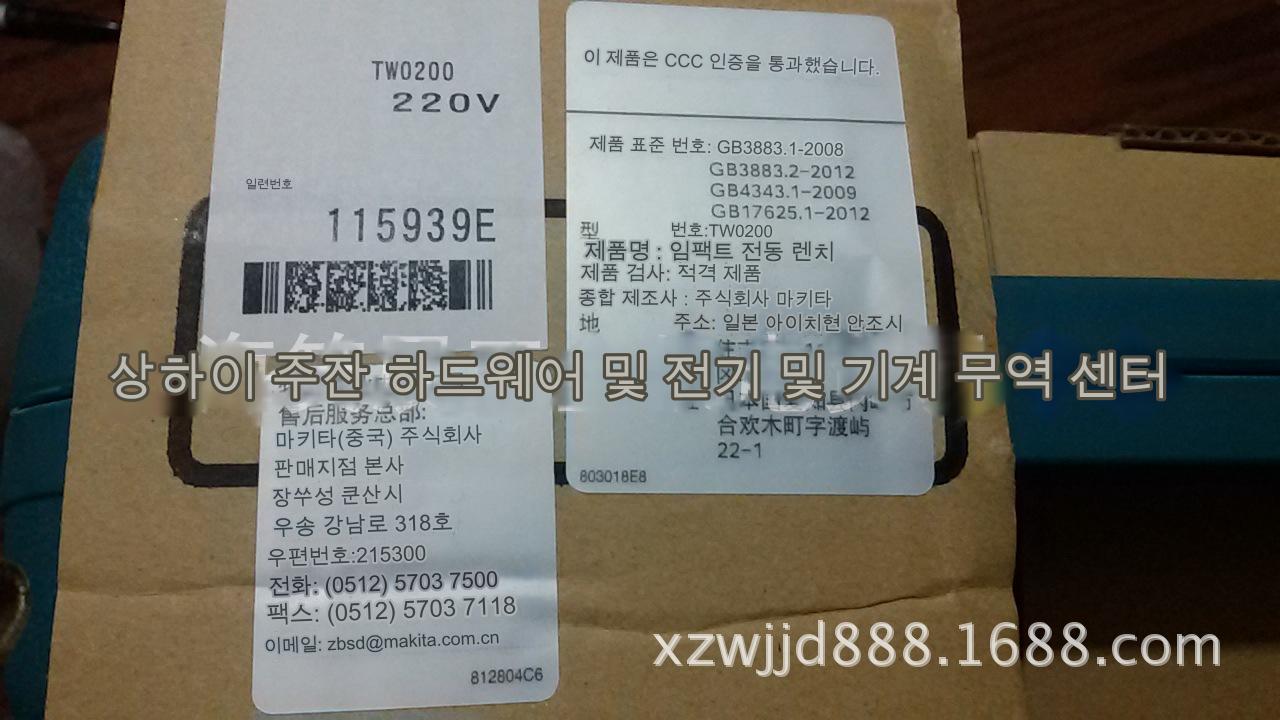 TW0200
220V
일련번호
115939E
이 제품은 CCC 인증을 통과했습니다.
제품 표준 번호: GB3883.1-2008
GB3883.2-2012
GB4343.1-2009
GB17625.1-2012
型 번호:TW0200
제품명 : 임팩트 전동 렌치
제품 검사: 적격 제품
종합 제조사 : 주식회사 마키타
地 주소: 일본 아이치현 안조시
상하이 주잔 하드웨어 및 전기 및 기계 무역 센터
合欢木町字渡屿
22-1
803018E8
售后服务总部:
마키타(중국) 주식회사
판매지점 본사
장쑤성 쿤산시
우송 강남로 318호
우편번호:215300
전화: (0512) 5703 7500
팩스: (0512) 5703 7118
이메일: zbsd@makita.com.cn
812804C6
xzwjjd888.1688.com